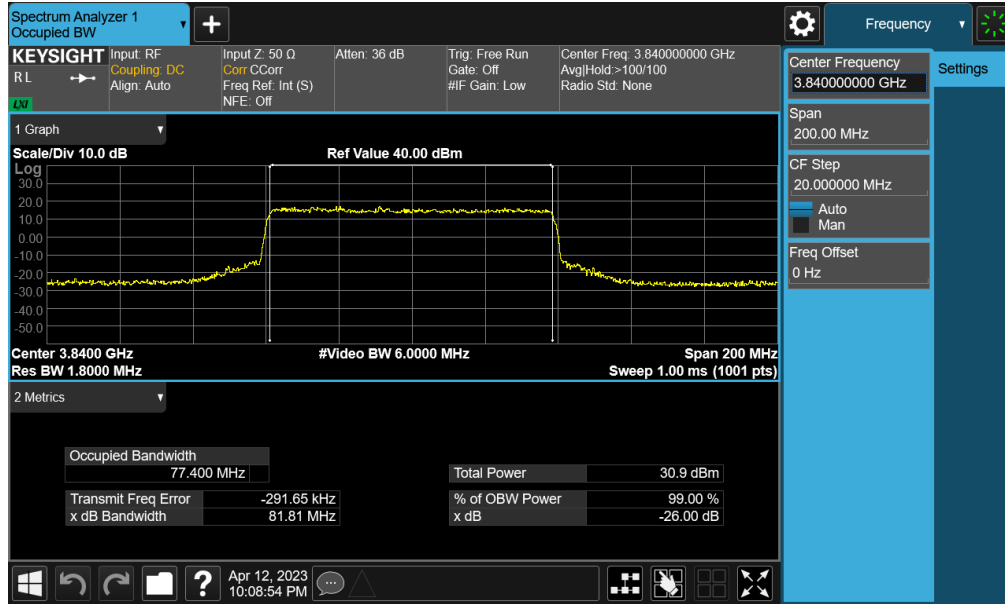 Spectrum Analyzer 1
Occupied BW
+
Frequency
KEYSIGHT
R L
LXI
Input: RF
Coupling: DC
Align: Auto
Input Z: 50 Ω
Corr CCorr
Freq Ref: Int (S)
NFE: Off
Atten: 36 dB
Trig: Free Run
Gate: Off
#IF Gain: Low
Center Freq: 3.840000000 GHz
Avg|Hold:>100/100
Radio Std: None
Center Frequency
3.840000000 GHz
Settings
Span
200.00 MHz
CF Step
20.000000 MHz
Auto
Man
Freq Offset
0 Hz
1 Graph
Scale/Div 10.0 dB
Ref Value 40.00 dBm
Log
30.0
20.0
10.0
0.00
-10.0
-20.0
-30.0
-40.0
-50.0
Center 3.8400 GHz
#Video BW 6.0000 MHz
Span 200 MHz
Res BW 1.8000 MHz
Sweep 1.00 ms (1001 pts)
2 Metrics
Occupied Bandwidth
77.400 MHz
Total Power 30.9 dBm
Transmit Freq Error -291.65 kHz
% of OBW Power 99.00 %
x dB Bandwidth 81.81 MHz
x dB -26.00 dB
?
Apr 12, 2023
10:08:54 PM